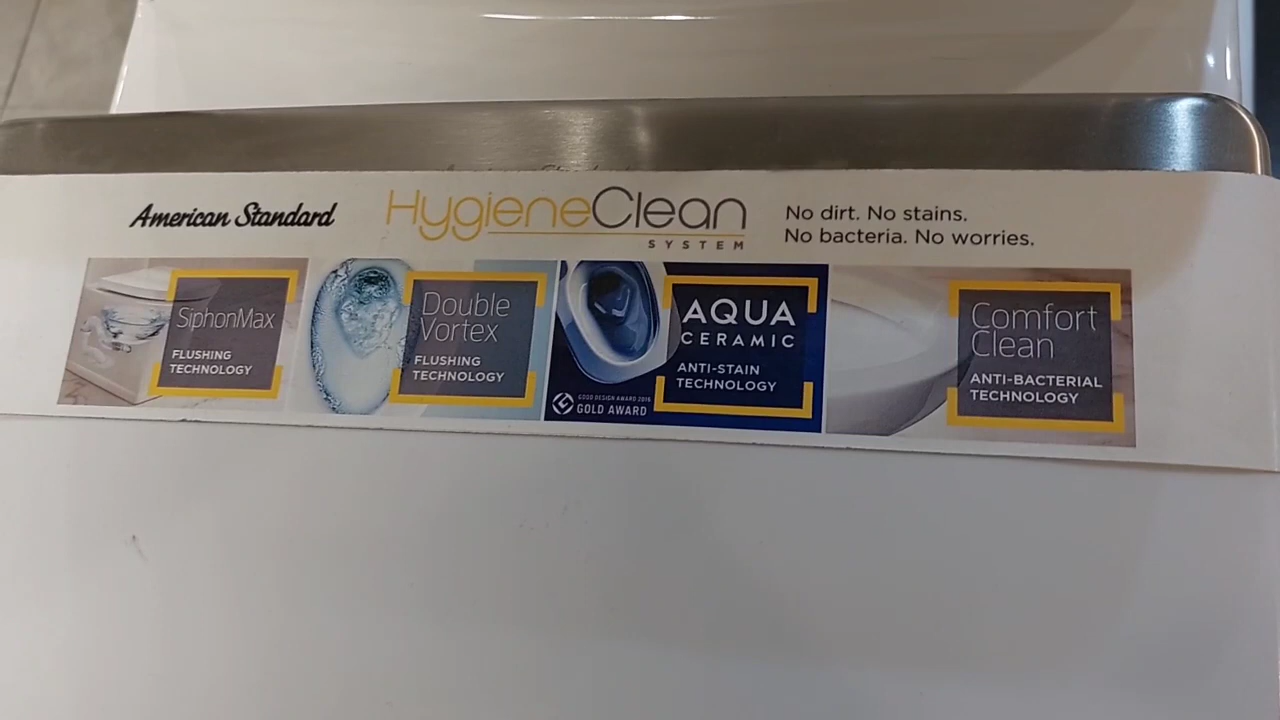 American Standard
HygieneClean
SYSTEM
No dirt. No stains.
No bacteria. No worries.
SiphonMax
FLUSHING
TECHNOLOGY
Double
Vortex
FLUSHING
TECHNOLOGY
AQUA
CERAMIC
ANTI-STAIN
TECHNOLOGY
GOOD DESIGN AWARD 2016
GOLD AWARD
Comfort
Clean
ANTI-BACTERIAL
TECHNOLOGY